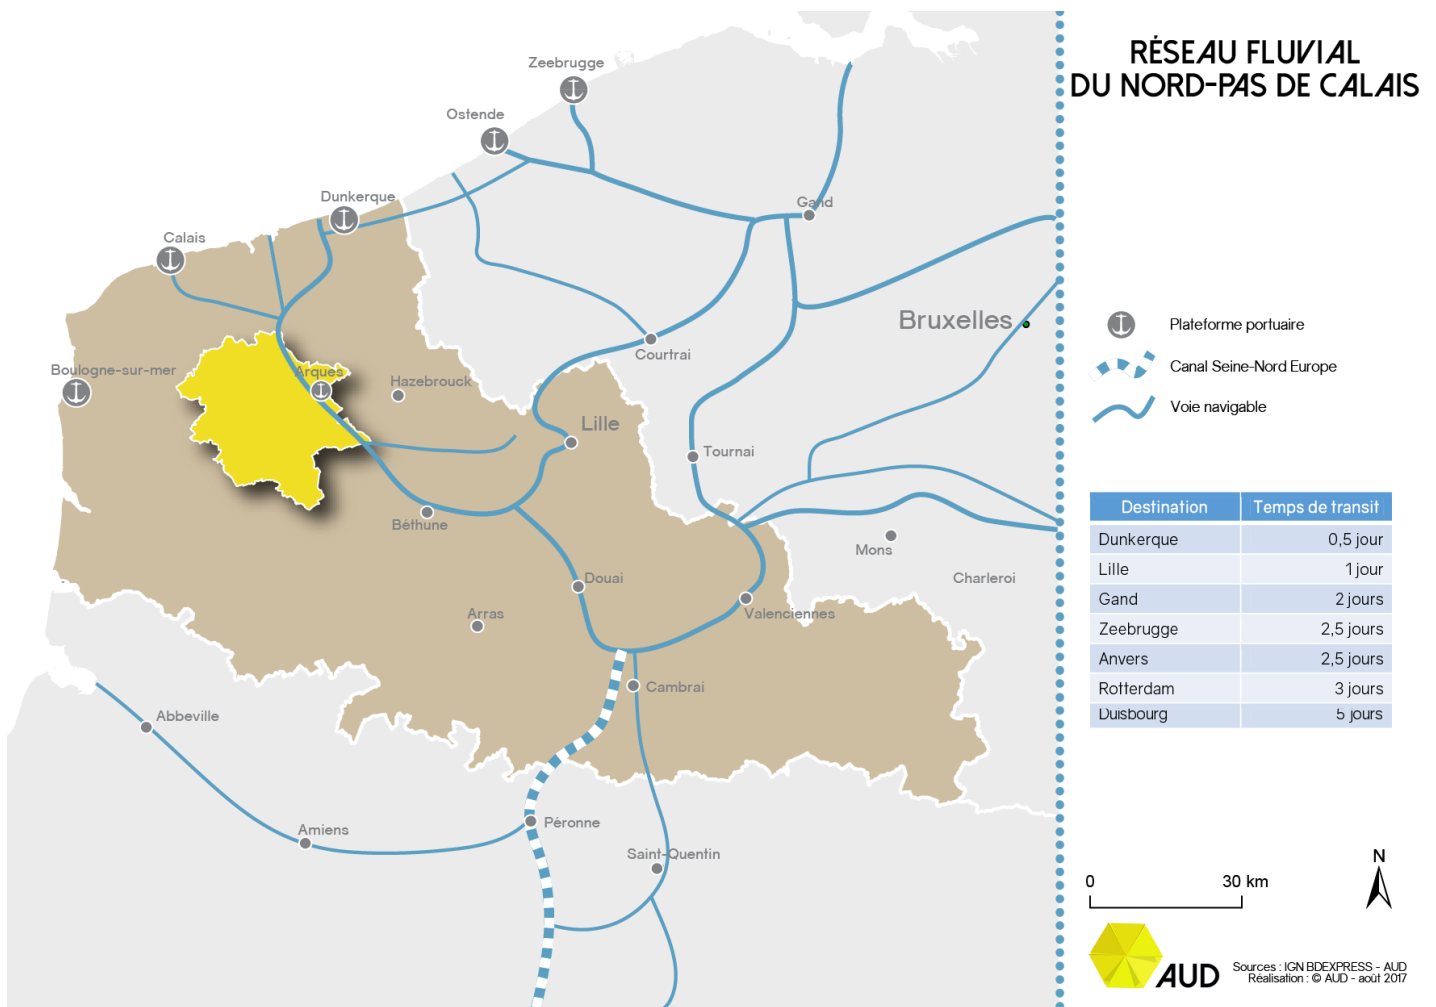 RÉSEAU FLUVIAL
DU NORD-PAS DE CALAIS
Zeebrugge
Ostende
Dunkerque
Calais
Gand
Bruxelles
Courtrai
Boulogne-sur-mer
Arques
Hazebrouck
Lille
Tournai
Béthune
Mons
Charleroi
Douai
Arras
Valenciennes
Cambrai
Abbeville
Amiens
Péronne
Saint-Quentin
Plateforme portuaire
Canal Seine-Nord Europe
Voie navigable
Destination Temps de transit
Dunkerque 0,5 jour
Lille 1 jour
Gand 2 jours
Zeebrugge 2,5 jours
Anvers 2,5 jours
Rotterdam 3 jours
Duisbourg 5 jours
0 30 km
N
AUD
Sources : IGN BDEXPRESS - AUD
Réalisation : © AUD - août 2017